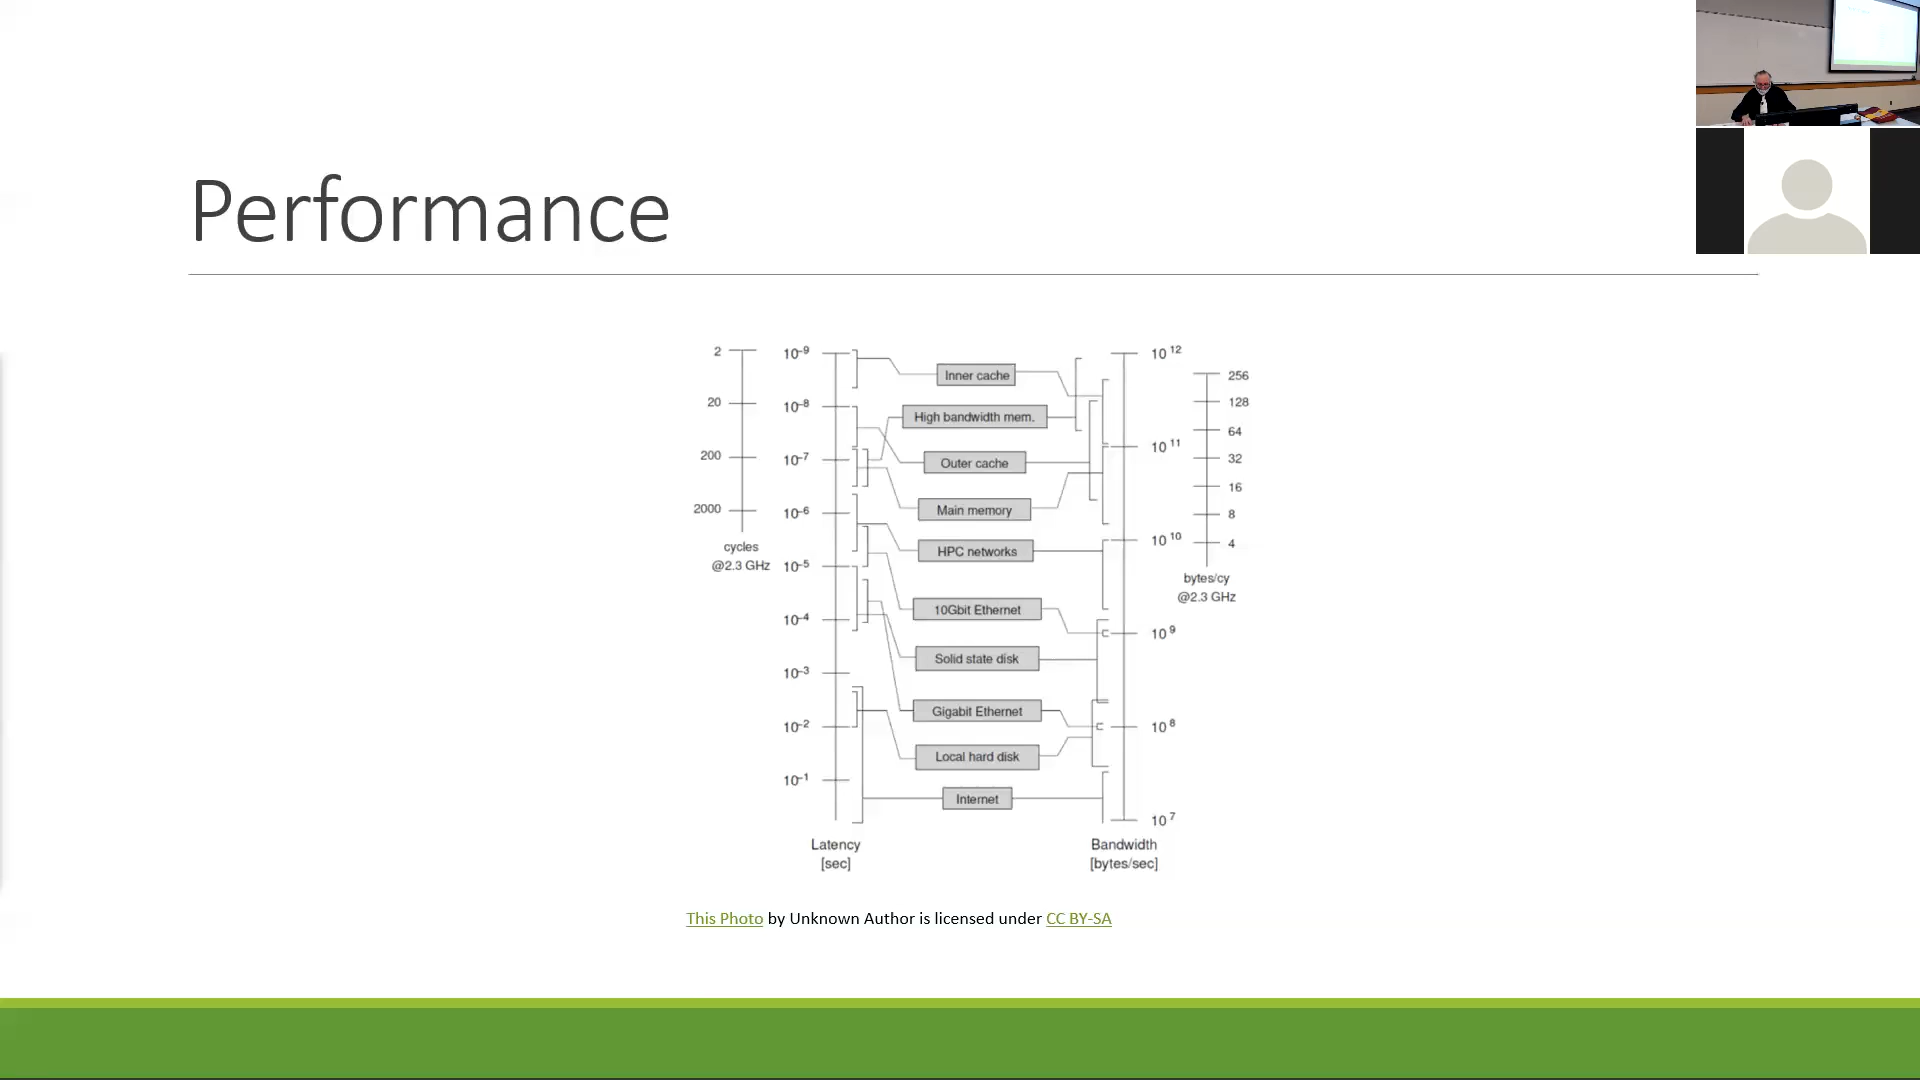 Performance
2
20
200
2000
cycles
@2.3 GHz
10-9
10-8
10-7
10-6
10-5
10-4
10-3
10-2
10-1
Latency
[sec]
Inner cache
High bandwidth mem.
Outer cache
Main memory
HPC networks
10Gbit Ethernet
Solid state disk
Gigabit Ethernet
Local hard disk
Internet
10 12
10 11
10 10
10 9
10 8
10 7
Bandwidth
[bytes/sec]
256
128
64
32
16
8
4
bytes/cy
@2.3 GHz
This Photo by Unknown Author is licensed under CC BY-SA